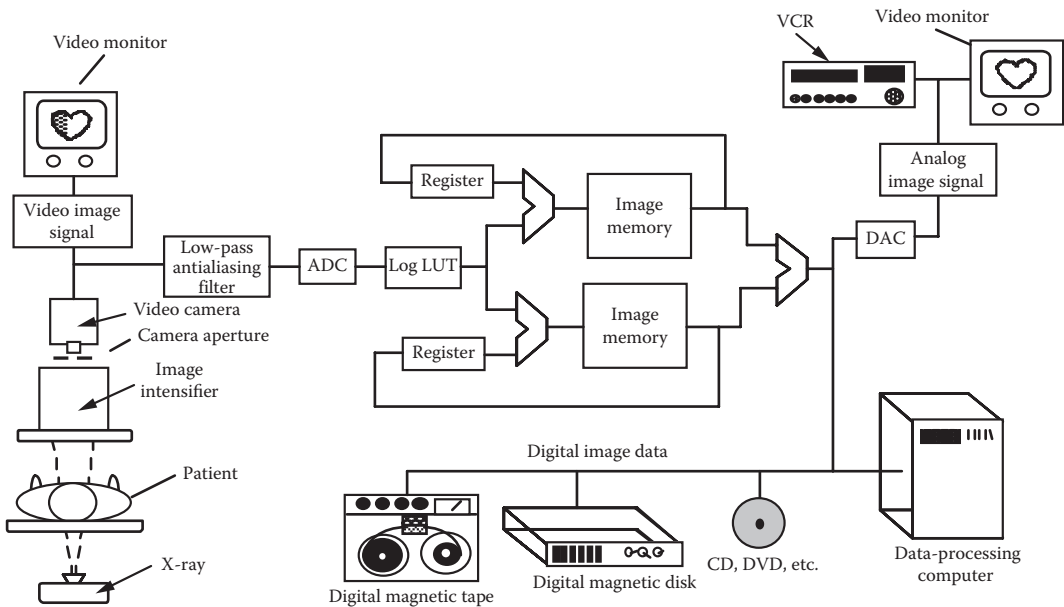 Video monitor
VCR
Video monitor
Video image
signal
Register
Image
memory
Analog
image signal
Low-pass
antialiasing
filter
ADC
Log LUT
DAC
Video camera
Camera aperture
Register
Image
memory
Image
intensifier
Patient
Digital image data
X-ray
Digital magnetic tape
Digital magnetic disk
CD, DVD, etc.
Data-processing
computer